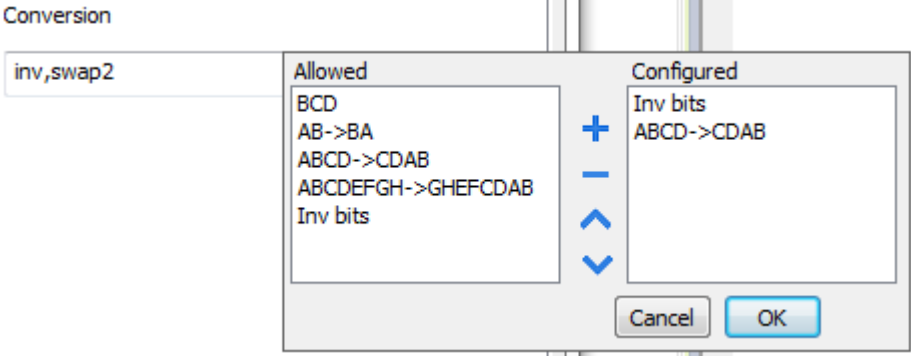 Conversion
inv,swap2
Allowed
BCD
AB->BA
ABCD->CDAB
ABCDEFGH->GHEFCDAB
Inv bits
Configured
Inv bits
ABCD->CDAB
Cancel
OK